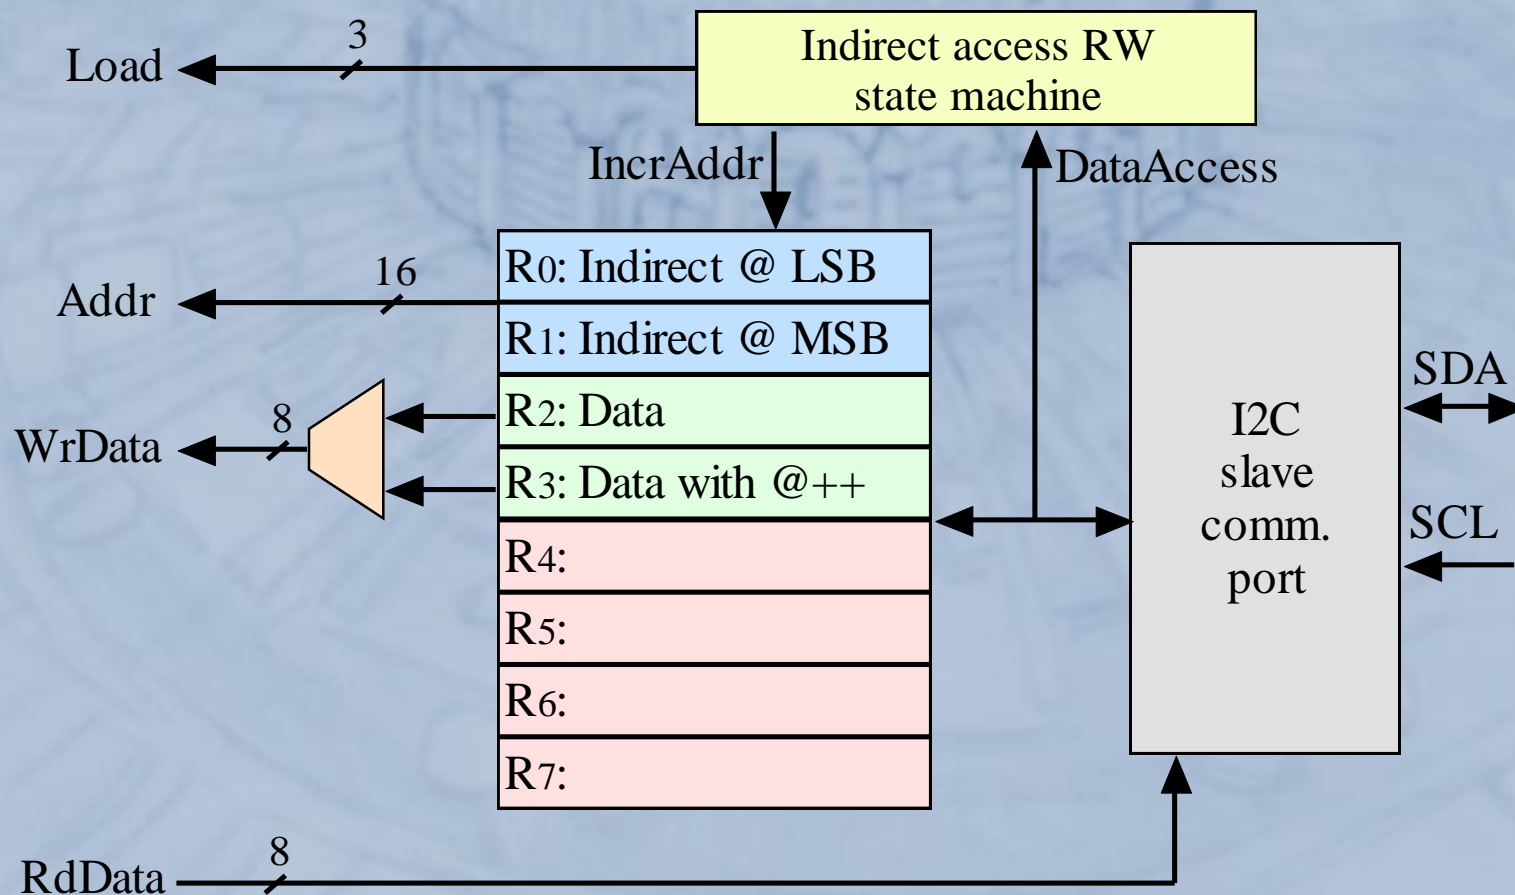 3
Load
Indirect access RW
state machine
IncrAddr
DataAccess
16
Addr
R0: Indirect @ LSB
R1: Indirect @ MSB
8
WrData
R2: Data
R3: Data with @++
R4:
R5:
R6:
R7:
I2C
slave
comm.
port
SDA
SCL
8
RdData